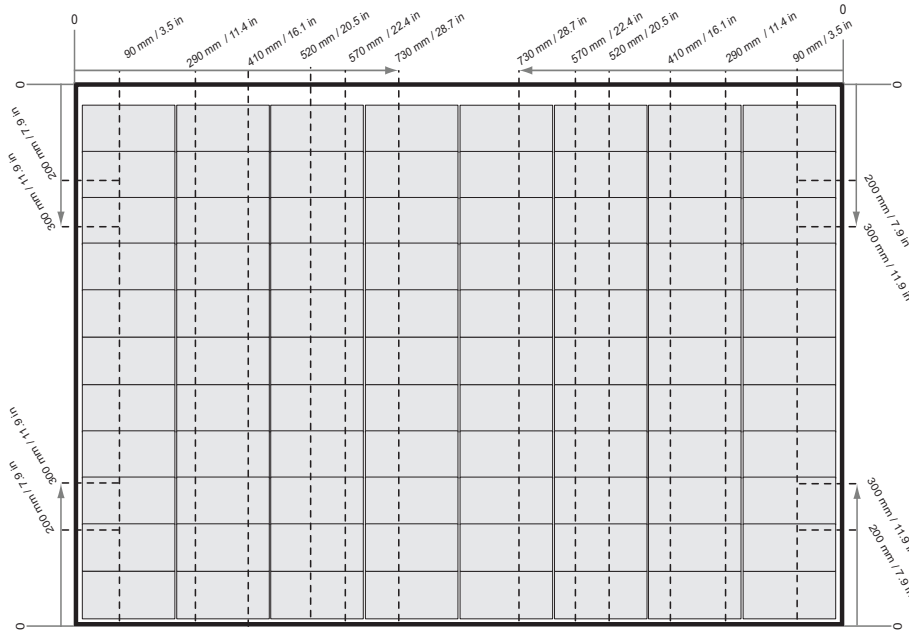 0
90 mm / 3.5 in
290 mm / 11.4 in
410 mm / 16.1 in
520 mm / 20.5 in
570 mm / 22.4 in
730 mm / 28.7 in
730 mm / 28.7 in
570 mm / 22.4 in
520 mm / 20.5 in
410 mm / 16.1 in
290 mm / 11.4 in
90 mm / 3.5 in
0
0
200 mm / 7.9 in
300 mm / 11.9 in
300 mm / 11.9 in
200 mm / 7.9 in
0
0
200 mm / 7.9 in
300 mm / 11.9 in
300 mm / 11.9 in
200 mm / 7.9 in
0